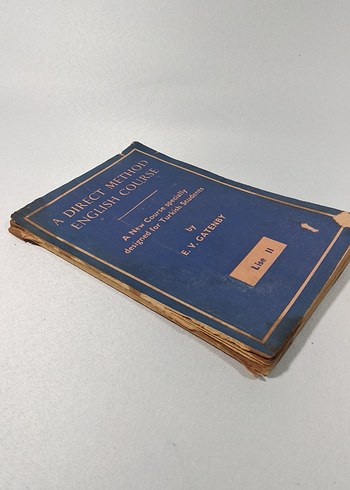 A DIRECT METHOD
ENGLISH COURSE
A New Course specially
designed for Turkish Students
by
E. V. GATENBY
Lise II